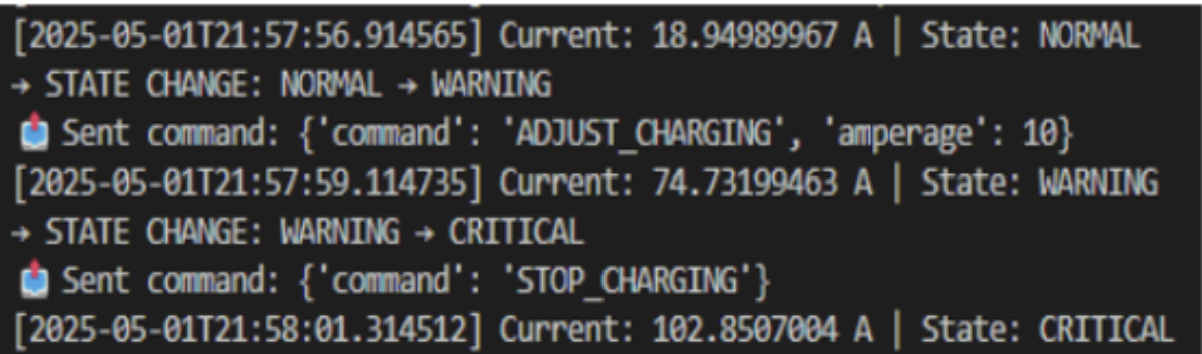 [2025-05-01T21:57:56.914565] Current: 18.94989967 A | State: NORMAL
→ STATE CHANGE: NORMAL → WARNING
📤 Sent command: {'command': 'ADJUST_CHARGING', 'amperage': 10}
[2025-05-01T21:57:59.114735] Current: 74.73199463 A | State: WARNING
→ STATE CHANGE: WARNING → CRITICAL
📤 Sent command: {'command': 'STOP_CHARGING'}
[2025-05-01T21:58:01.314512] Current: 102.8507004 A | State: CRITICAL